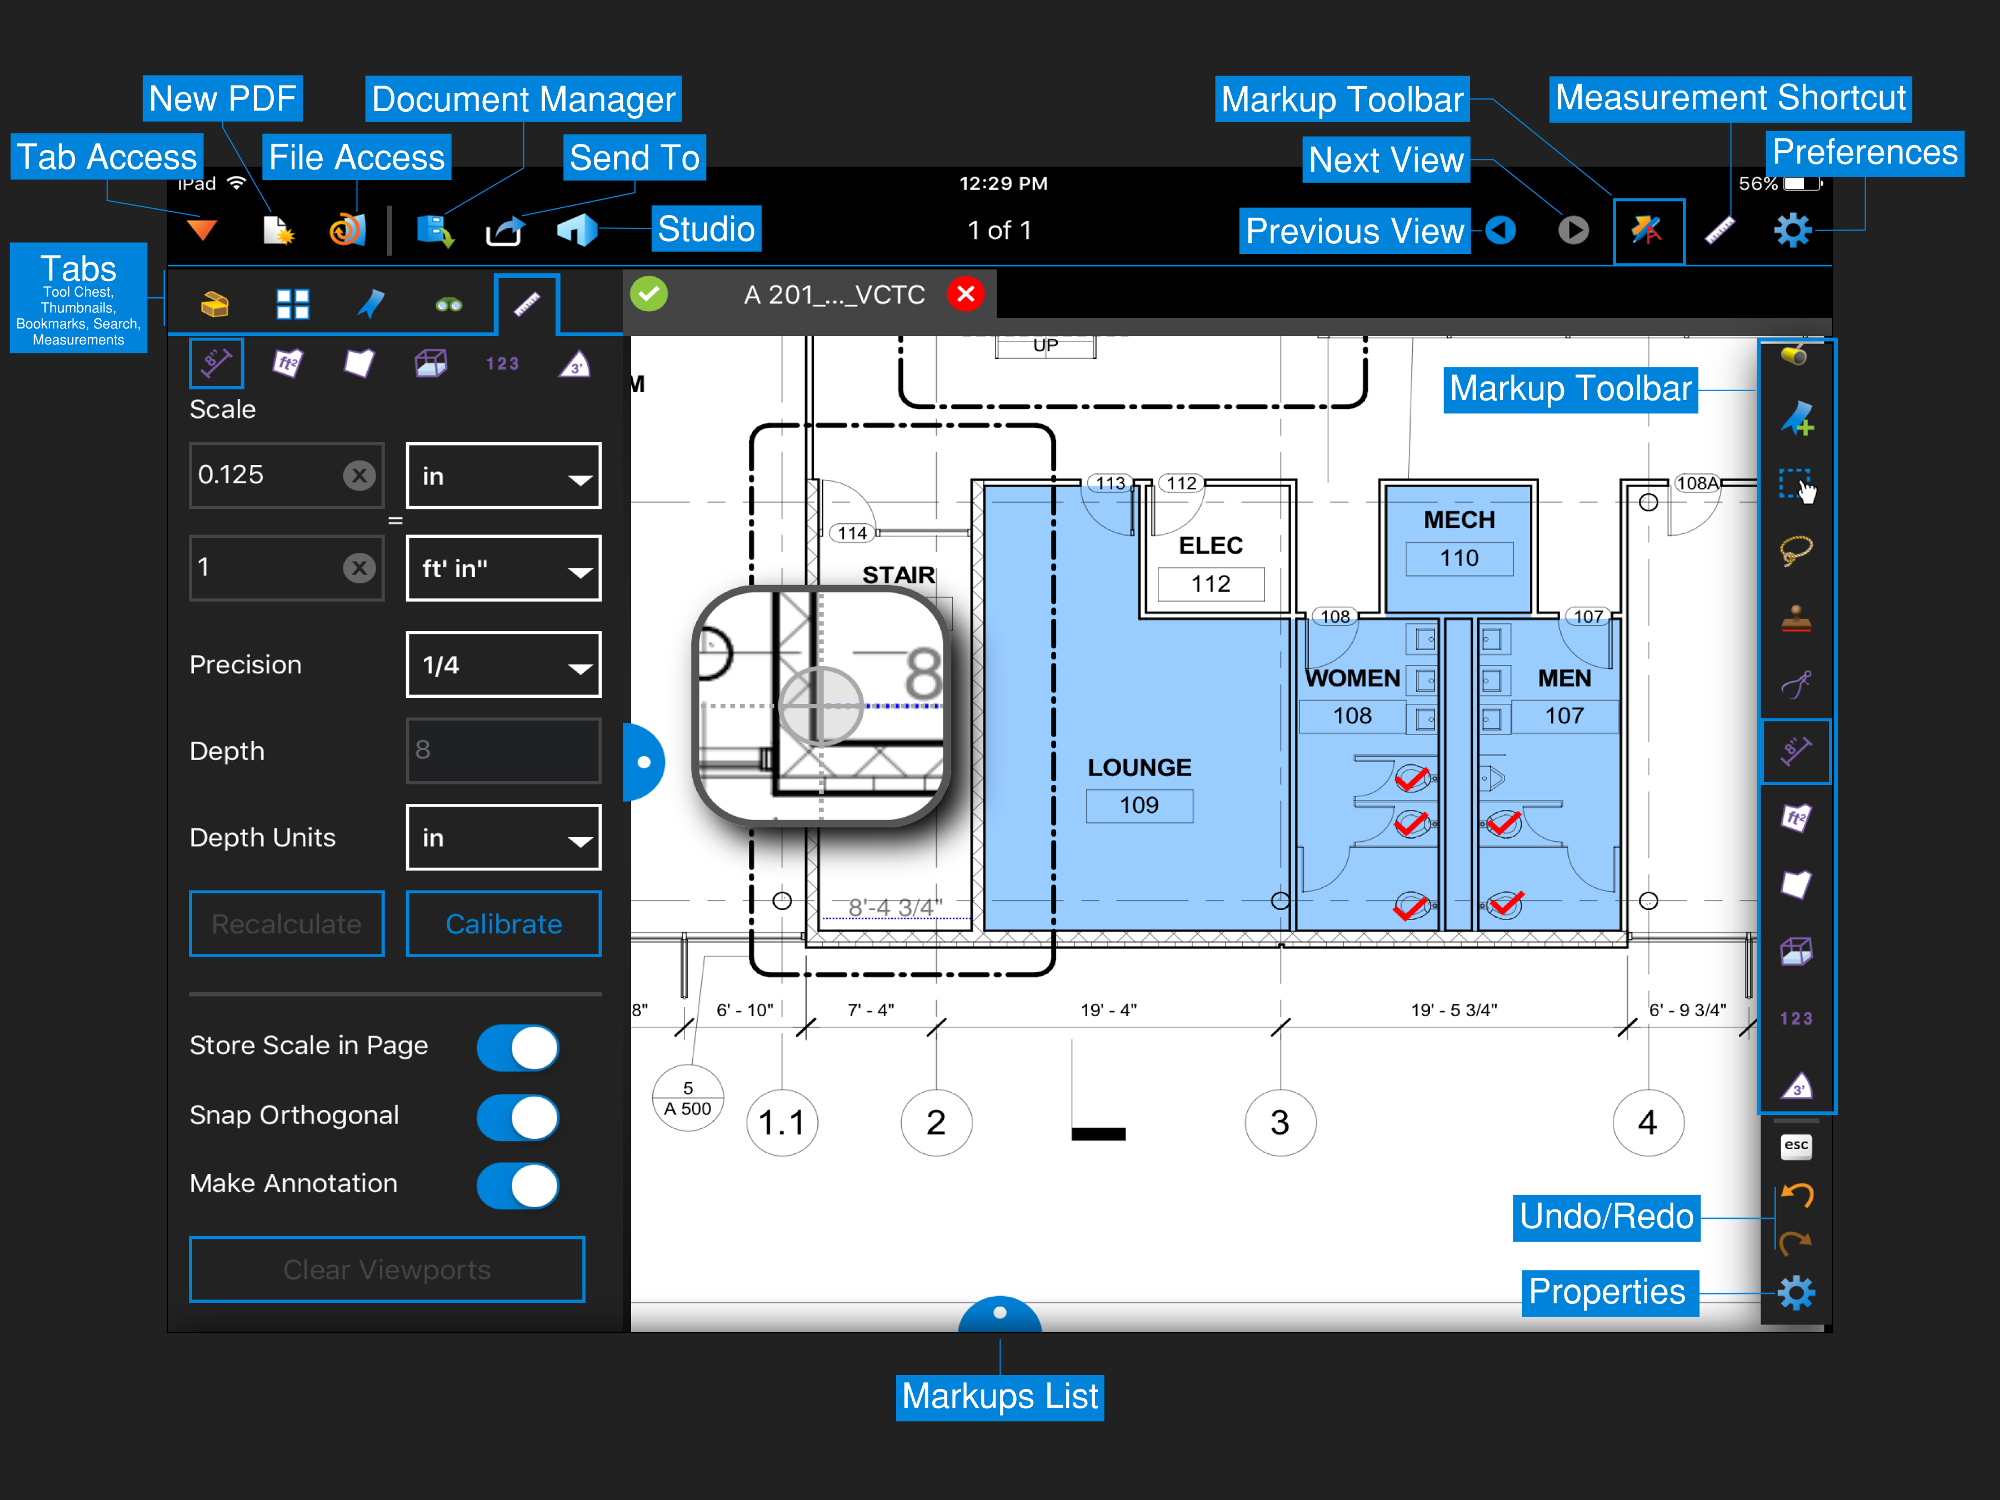 New PDF
Document Manager
Markup Toolbar
Measurement Shortcut
Tab Access
File Access
Send To
Next View
Preferences
iPad
12:29 PM
56%
Studio
1 of 1
Previous View
Tabs
Tool Chest,
Thumbnails,
Bookmarks, Search,
Measurements
A 201_..._VCTC
8"
ft²
123
3'
Scale
0.125
in
=
1
ft' in"
Precision
1/4
Depth
8
Depth Units
in
Recalculate
Calibrate
Store Scale in Page
Snap Orthogonal
Make Annotation
Clear Viewports
UP
M
Markup Toolbar
113
112
108A
114
MECH
110
ELEC
112
STAIR
108
107
8
WOMEN
108
MEN
107
LOUNGE
109
8'-4 3/4"
8"
6' - 10"
7' - 4"
19' - 4"
19' - 5 3/4"
6' - 9 3/4"
5
A 500
1.1
2
3
4
8"
ft²
123
3'
esc
Undo/Redo
Properties
Markups List